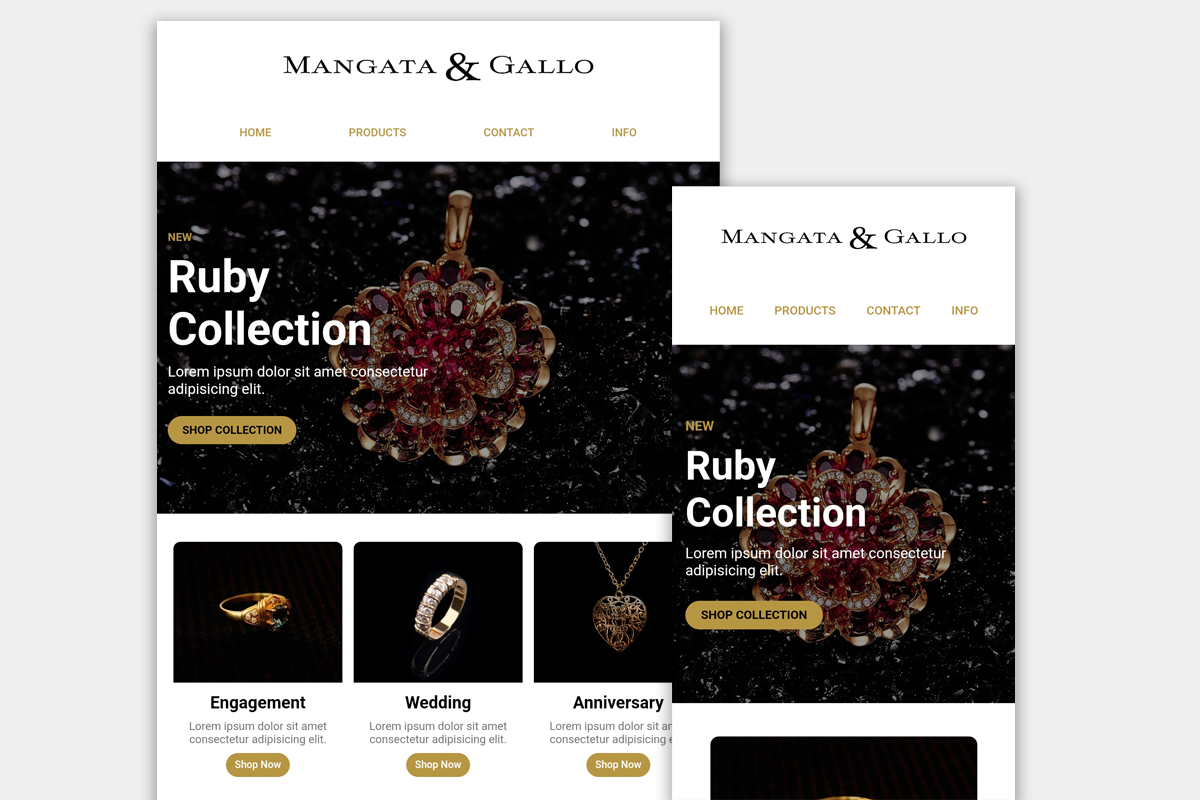 MANGATA & GALLO
HOME PRODUCTS CONTACT INFO
NEW
Ruby
Collection
Lorem ipsum dolor sit amet consectetur
adipisicing elit.
SHOP COLLECTION
Engagement
Lorem ipsum dolor sit amet
consectetur adipisicing elit.
Shop Now
Wedding
Lorem ipsum dolor sit amet
consectetur adipisicing elit.
Shop Now
Anniversary
Lorem ipsum dolor sit
consectetur adipisicing
Shop Now
MANGATA & GALLO
HOME PRODUCTS CONTACT INFO
NEW
Ruby
Collection
Lorem ipsum dolor sit amet consectetur
adipisicing elit.
SHOP COLLECTION